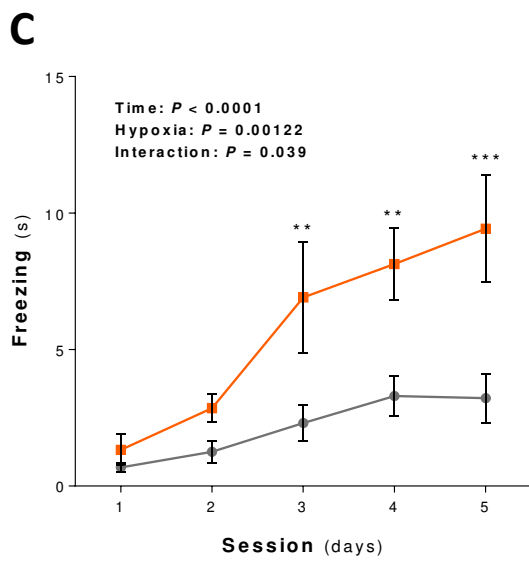 C
15
Time: P < 0.0001
Hypoxia: P = 0.00122
Interaction: P = 0.039
***
**
**
10
Freezing (s)
5
0
1 2 3 4 5
Session (days)